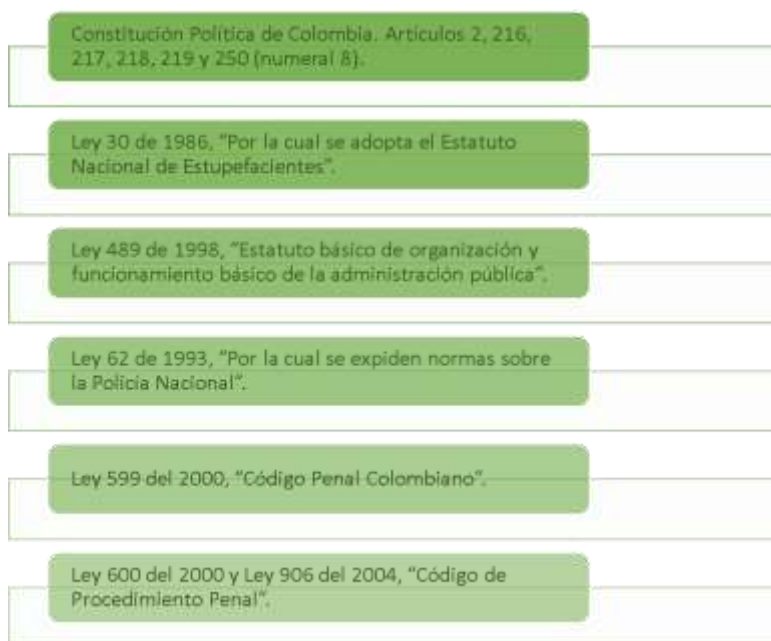 Constitución Política de Colombia. Artículos 2, 216,
217, 218, 219 y 250 (numeral 8).
Ley 30 de 1986, “Por la cual se adopta el Estatuto
Nacional de Estupefacientes”.
Ley 489 de 1998, “Estatuto básico de organización y
funcionamiento básico de la administración pública”.
Ley 62 de 1993, “Por la cual se expiden normas sobre
la Policía Nacional”.
Ley 599 del 2000, “Código Penal Colombiano”.
Ley 600 del 2000 y Ley 906 del 2004, “Código de
Procedimiento Penal”.